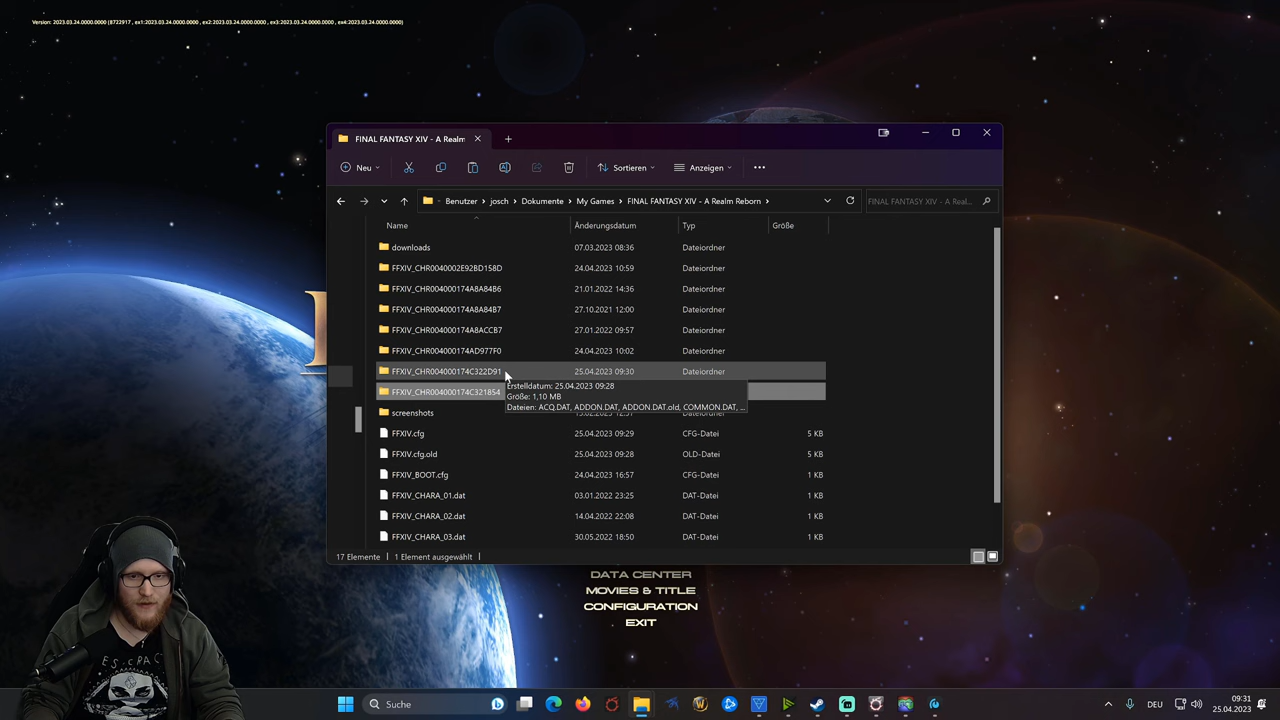 Version: 2023.03.24.0000.0000 (8722917 , ex1:2023.03.24.0000.0000 , ex2:2023.03.24.0000.0000 , ex3:2023.03.24.0000.0000 , ex4:2023.03.24.0000.0000)
FINAL FANTASY XIV - A Realm
Neu
Sortieren
Anzeigen
Benutzer > josch > Dokumente > My Games > FINAL FANTASY XIV - A Realm Reborn >
FINAL FANTASY XIV - A Real...
Name Änderungsdatum Typ Größe
downloads 07.03.2023 08:36 Dateiordner
FFXIV_CHR0040002E92BD158D 24.04.2023 10:59 Dateiordner
FFXIV_CHR004000174A8A84B6 21.01.2022 14:36 Dateiordner
FFXIV_CHR004000174A8A84B7 27.10.2021 12:00 Dateiordner
FFXIV_CHR004000174A8ACCB7 27.01.2022 09:57 Dateiordner
FFXIV_CHR004000174AD977F0 24.04.2023 10:02 Dateiordner
FFXIV_CHR004000174C322D91 25.04.2023 09:30 Dateiordner
Erstelldatum: 25.04.2023 09:28
FFXIV_CHR004000174C321854
Größe: 1,10 MB
Dateien: ACQ.DAT, ADDON.DAT, ADDON.DAT.old, COMMON.DAT, ...
screenshots Dateiordner
FFXIV.cfg 25.04.2023 09:29 CFG-Datei 5 KB
FFXIV.cfg.old 25.04.2023 09:28 OLD-Datei 5 KB
FFXIV_BOOT.cfg 24.04.2023 16:57 CFG-Datei 1 KB
FFXIV_CHARA_01.dat 03.01.2022 23:25 DAT-Datei 1 KB
FFXIV_CHARA_02.dat 14.04.2022 22:08 DAT-Datei 1 KB
FFXIV_CHARA_03.dat 30.05.2022 18:50 DAT-Datei 1 KB
17 Elemente 1 Element ausgewählt
DATA CENTER
MOVIES & TITLE
CONFIGURATION
EXIT
Suche
DEU
09:31
25.04.2023